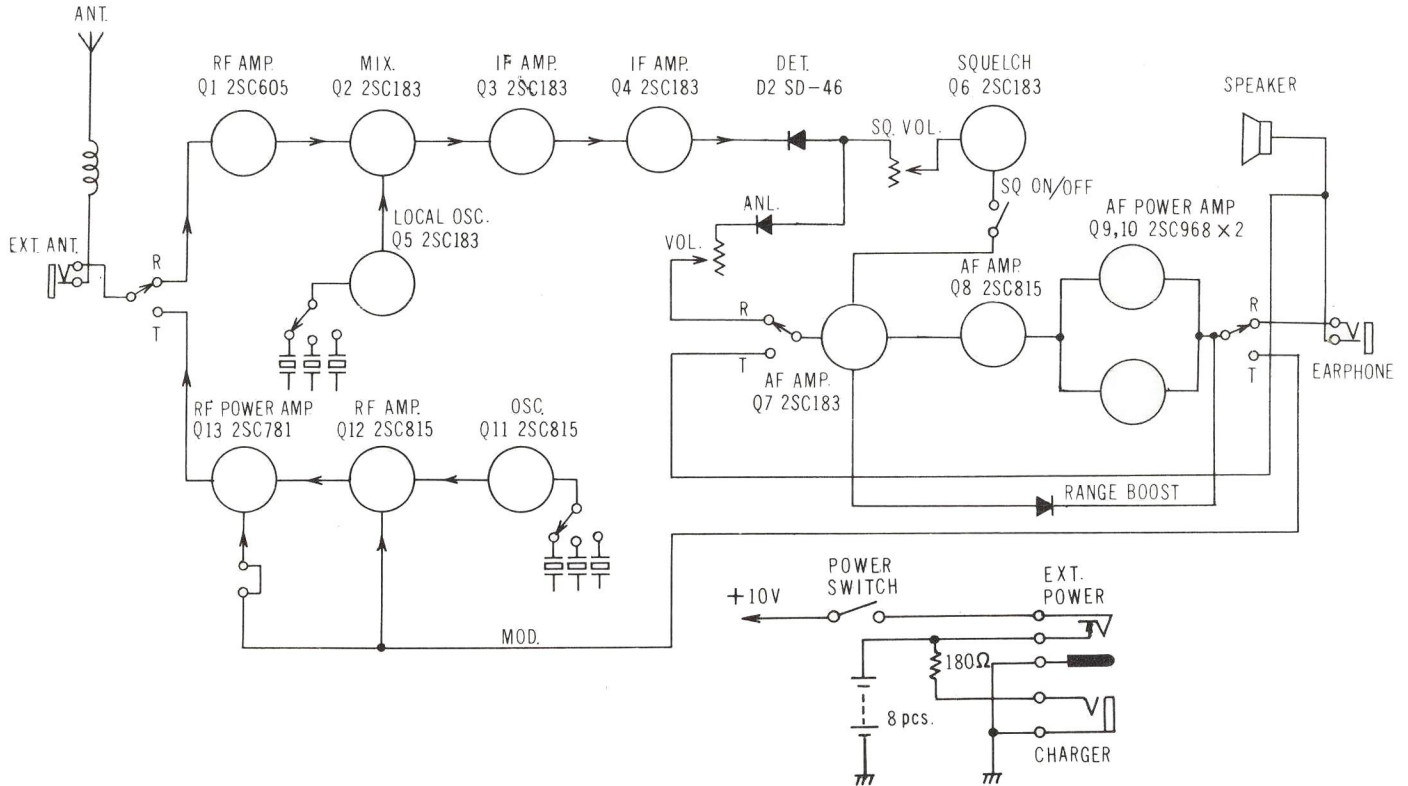 ANT.
RF AMP.
Q1 2SC605
MIX.
Q2 2SC183
IF AMP.
Q3 2SC183
IF AMP.
Q4 2SC183
DET.
D2 SD-46
SQUELCH
Q6 2SC183
SPEAKER
SQ. VOL.
SQ ON/OFF
ANL.
LOCAL OSC.
Q5 2SC183
VOL.
AF POWER AMP
Q9,10 2SC968×2
EXT. ANT.
R
T
AF AMP.
Q8 2SC815
R
T
AF AMP.
Q7 2SC183
R
T
EARPHONE
RF POWER AMP.
Q13 2SC781
RF AMP.
Q12 2SC815
OSC.
Q11 2SC815
RANGE BOOST
MOD.
+10V
POWER
SWITCH
EXT.
POWER
180Ω
8 pcs.
CHARGER